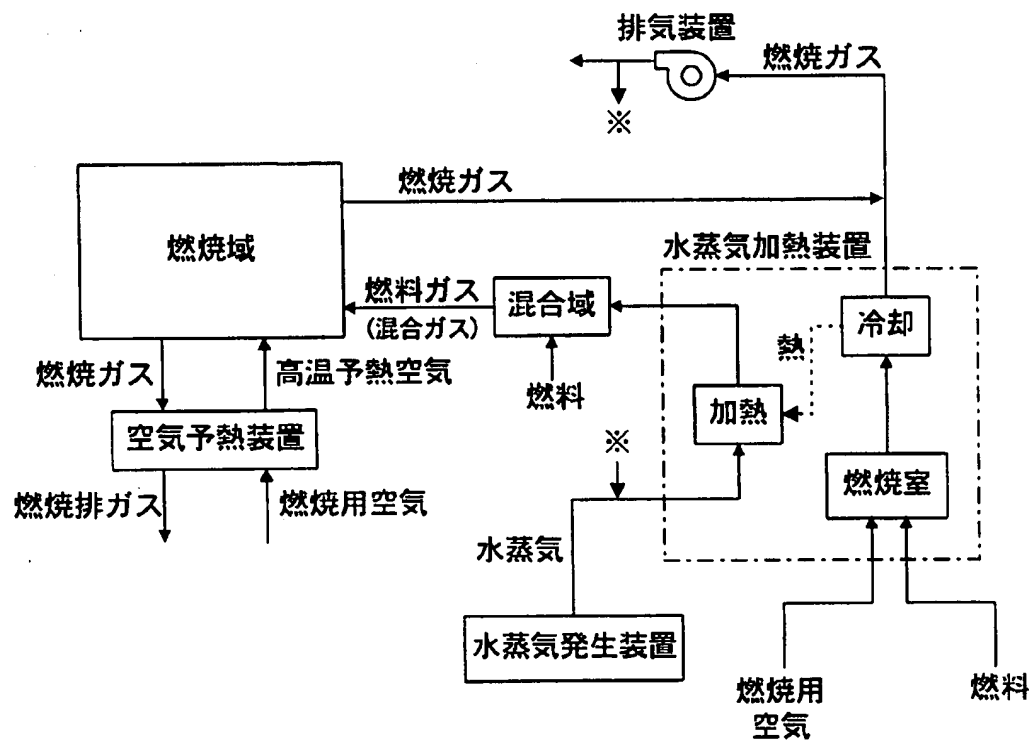 排気装置
燃焼ガス
※
燃焼ガス
燃焼域
水蒸気加熱装置
燃料ガス
(混合ガス)
混合域
冷却
熱
燃焼ガス
高温予熱空気
燃料
加熱
空気予熱装置
※
燃焼室
燃焼排ガス
燃焼用空気
水蒸気
水蒸気発生装置
燃焼用
空気
燃料